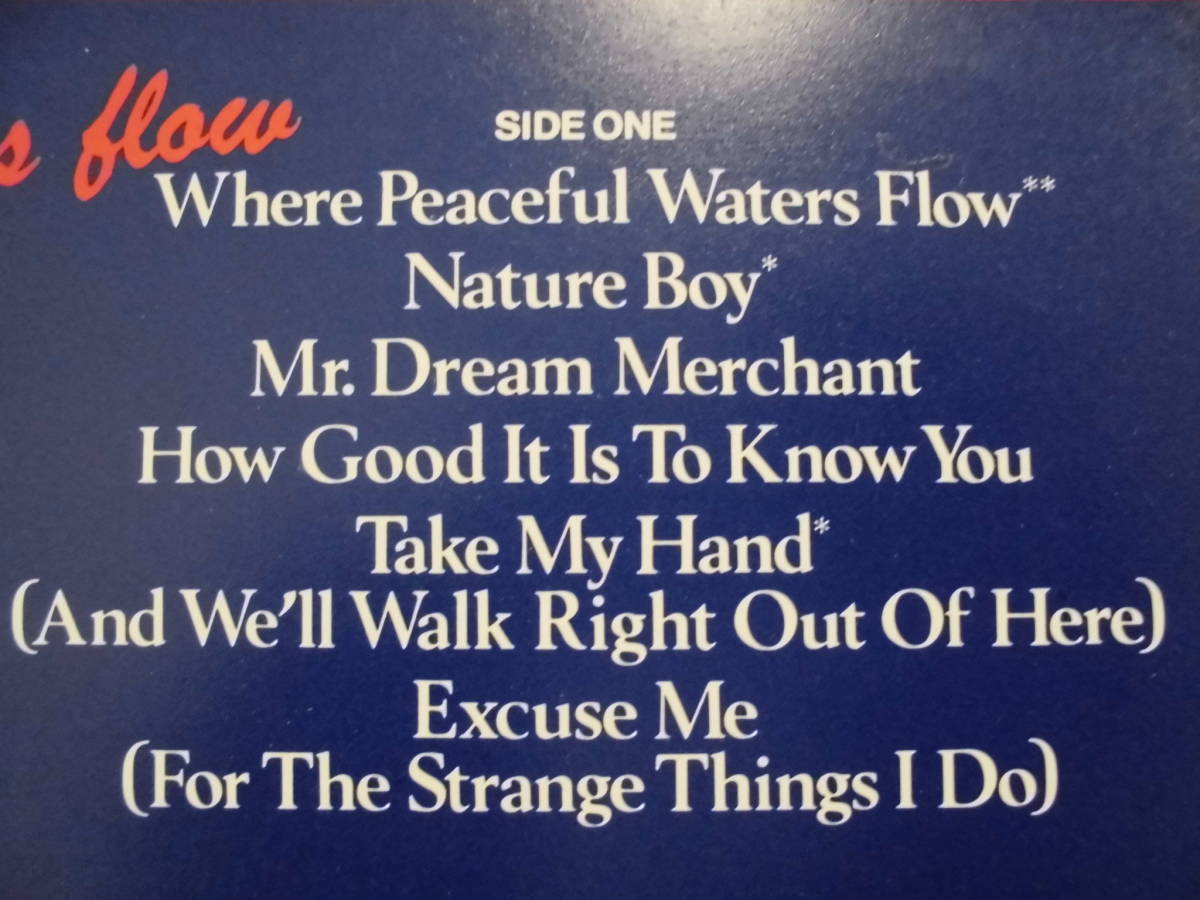 s flow
SIDE ONE
Where Peaceful Waters Flow**
Nature Boy*
Mr. Dream Merchant
How Good It Is To Know You
Take My Hand*
(And We'll Walk Right Out Of Here)
Excuse Me
(For The Strange Things I Do)